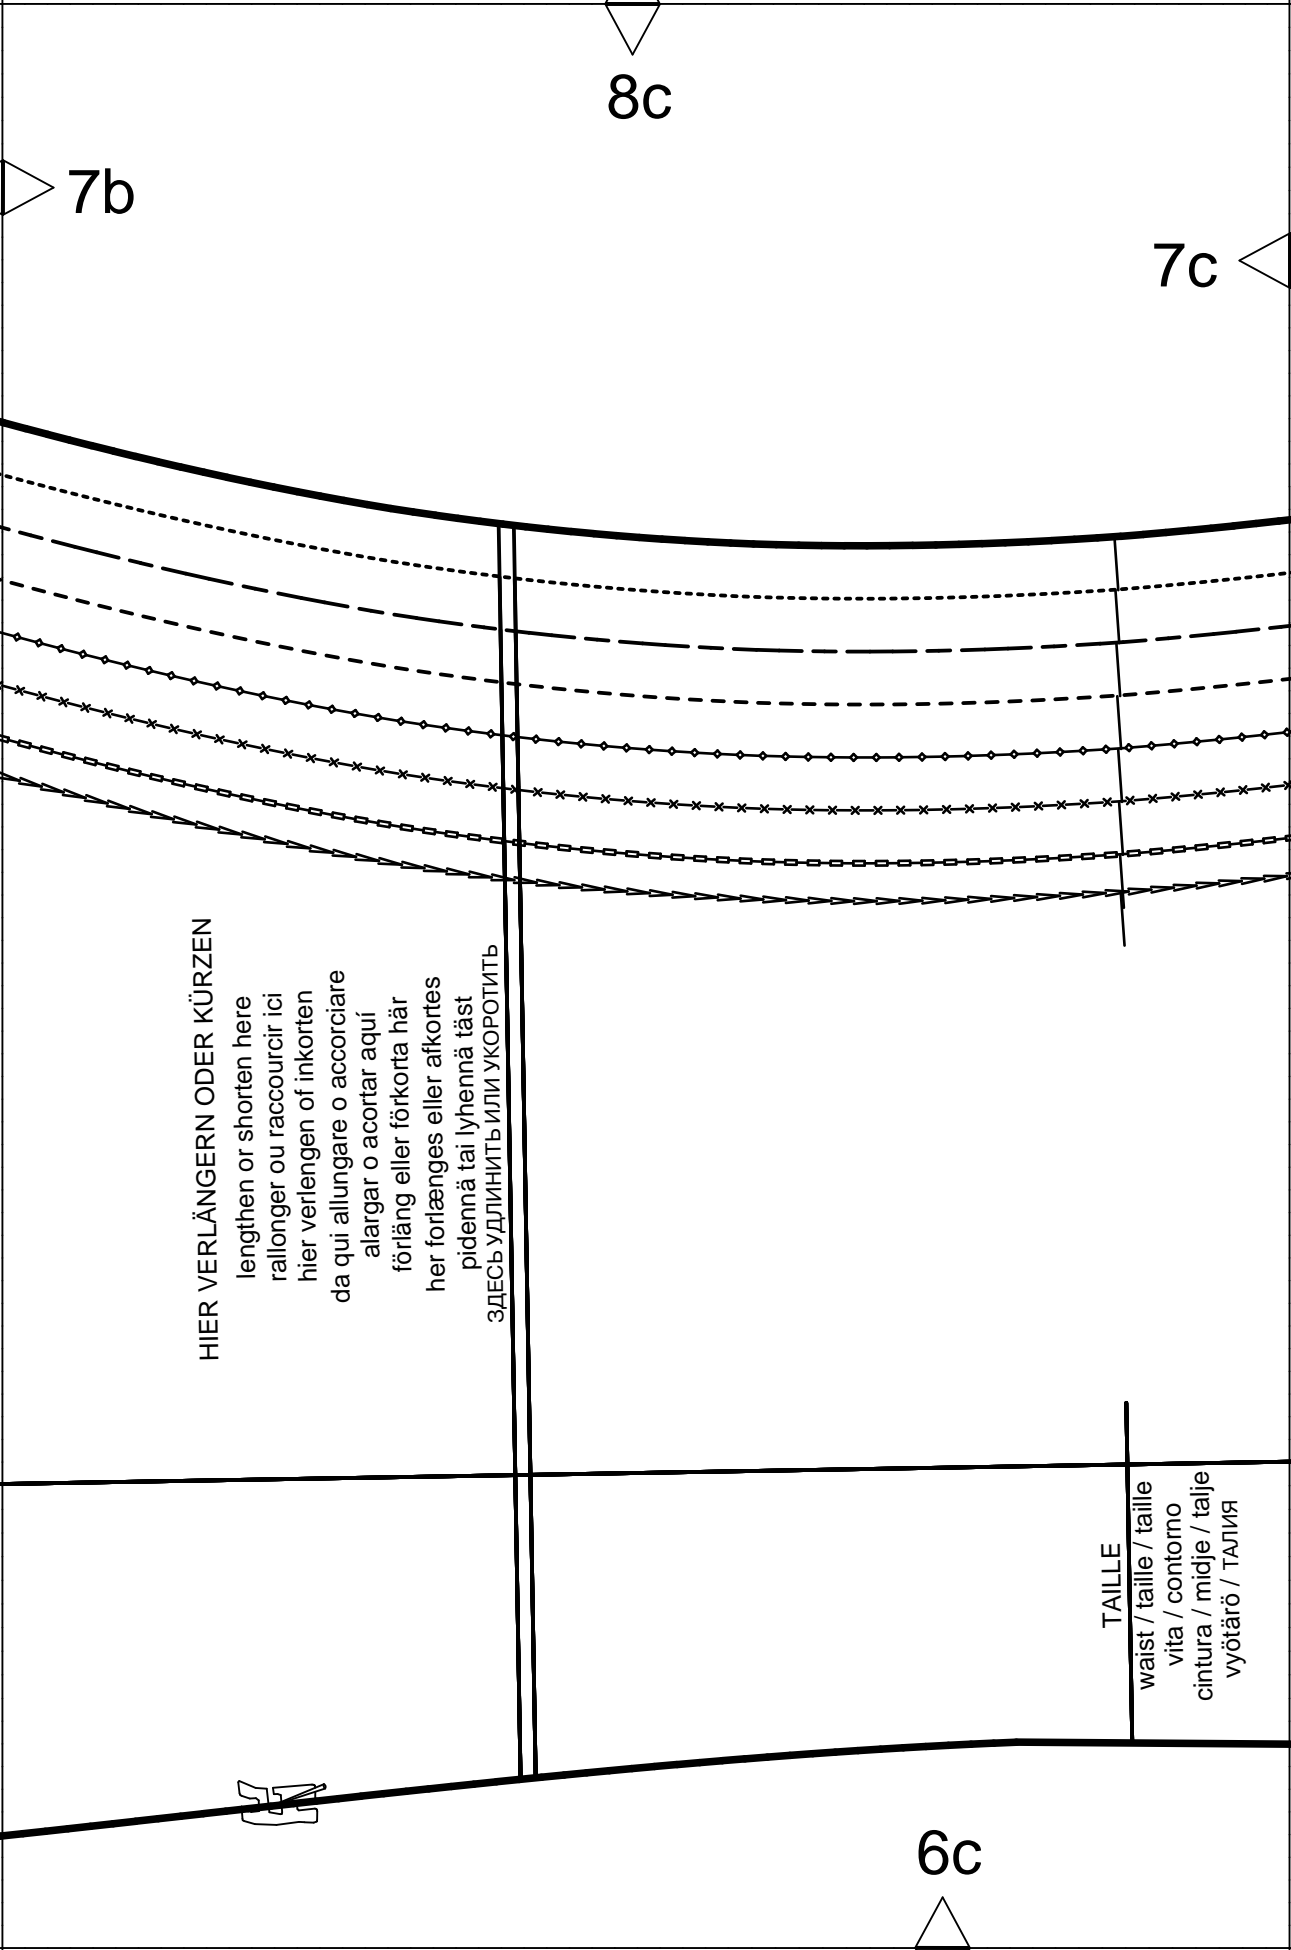 8c
7b
7c
HIER VERLÄNGERN ODER KÜRZEN
lengthen or shorten here
rallonger ou raccourcir ici
hier verlengen of inkorten
da qui allungare o accorciare
alargar o acortar aquí
förläng eller förkorta här
her forlænges eller afkortes
pidennä tai lyhennä täst
ЗДЕСЬ УДЛИНИТЬ ИЛИ УКОРОТИТЬ
TAILLE
waist / taille / taille
vita / contorno
cintura / midje / talje
vyötärö / ТАЛИЯ
6c